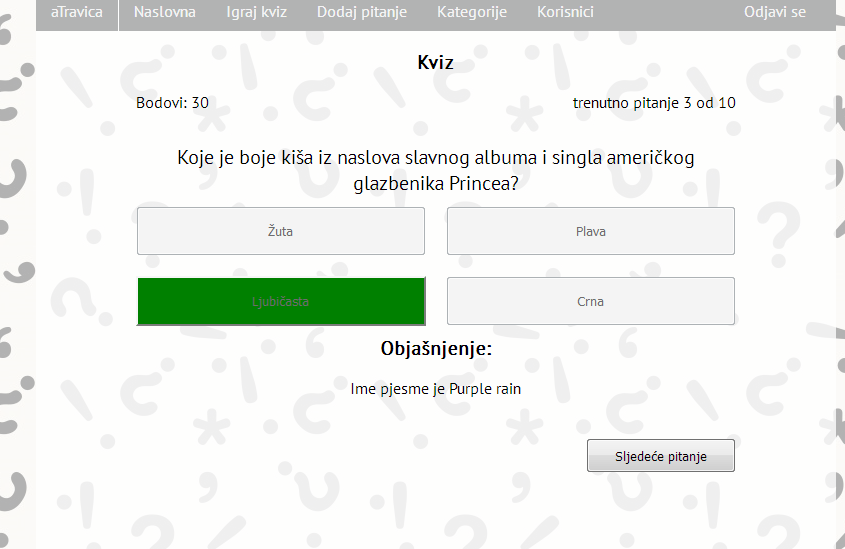 aTravica Naslovna Igraj kviz Dodaj pitanje Kategorije Korisnici Odjavi se
Kviz
Bodovi: 30 trenutno pitanje 3 od 10
Koje je boje kiša iz naslova slavnog albuma i singla američkog
glazbenika Princea?
Žuta Plava
Ljubičasta Crna
Objašnjenje:
Ime pjesme je Purple rain
Sljedeće pitanje